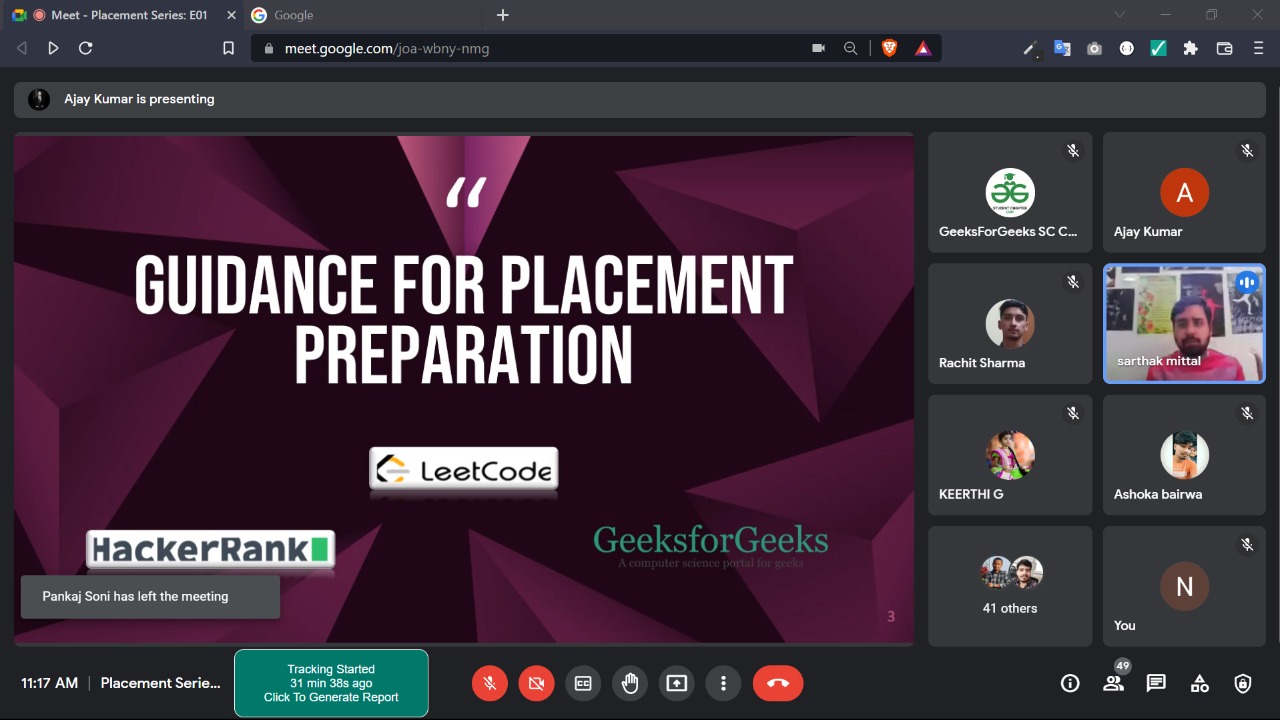 Meet - Placement Series: E01
Google
meet.google.com/joa-wbny-nmg
Ajay Kumar is presenting
“
GUIDANCE FOR PLACEMENT
PREPARATION
LeetCode
HackerRank
GeeksforGeeks
A computer science portal for geeks
Pankaj Soni has left the meeting
3
GeeksForGeeks SC C...
A
Ajay Kumar
Rachit Sharma
sarthak mittal
KEERTHI G
Ashoka bairwa
41 others
N
You
11:17 AM | Placement Serie...
Tracking Started
31 min 38s ago
Click To Generate Report
49